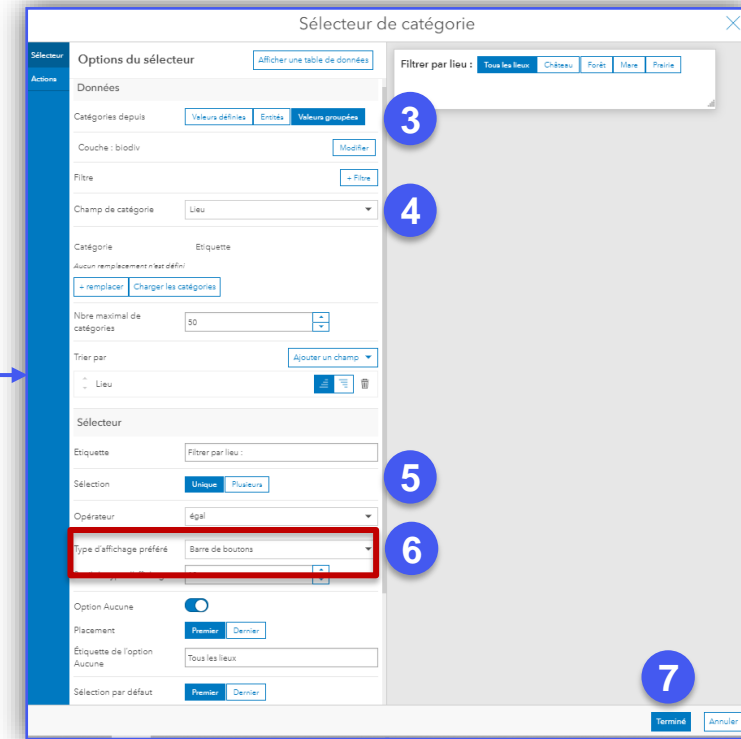 Sélecteur de catégorie
Sélecteur
Actions
Options du sélecteur
Afficher une table de données
Données
Catégories depuis
Valeurs définies Entités Valeurs groupées
3
Couche : biodiv
Modifier
Filtre
+ Filtre
Champ de catégorie
Lieu
4
Catégorie Etiquette
Aucun remplacement n'est défini
+ remplacer Charger les catégories
Nbre maximal de
catégories
50
Trier par
Ajouter un champ
Lieu
Sélecteur
Etiquette
Filtrer par lieu :
Sélection
Unique Plusieurs
5
Opérateur
égal
Type d'affichage préféré
Barre de boutons
6
Option Aucune
Placement
Premier Dernier
Étiquette de l'option
Aucune
Tous les lieux
Sélection par défaut
Premier Dernier
Filtrer par lieu : Tous les lieux Château Forêt Mare Prairie
7
Terminé Annuler